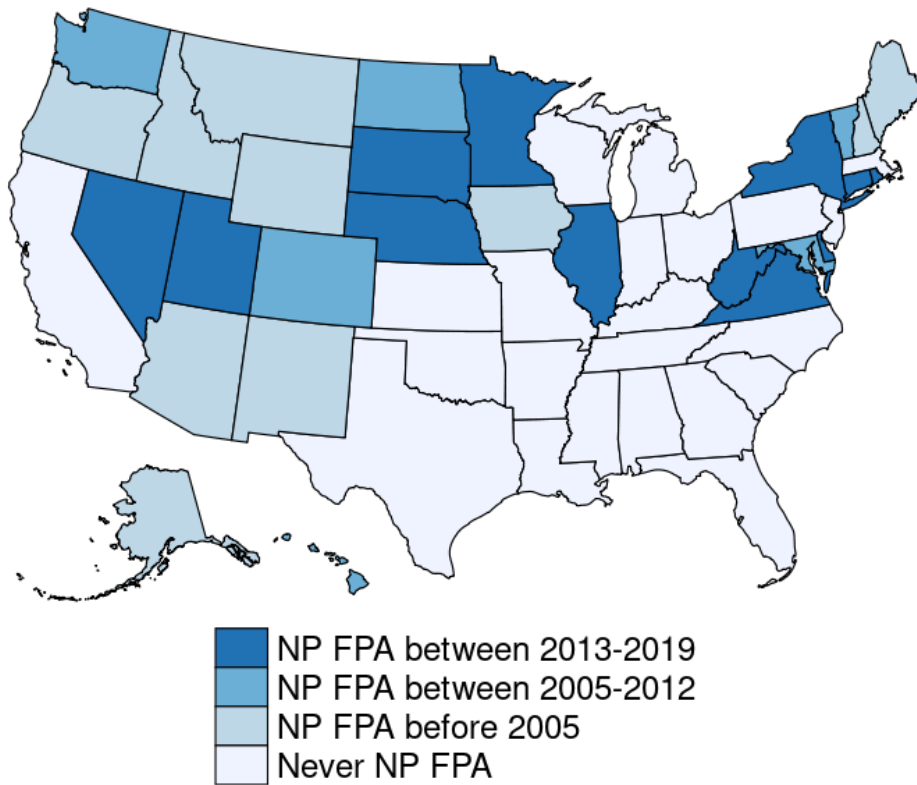 NP FPA between 2013-2019
NP FPA between 2005-2012
NP FPA before 2005
Never NP FPA